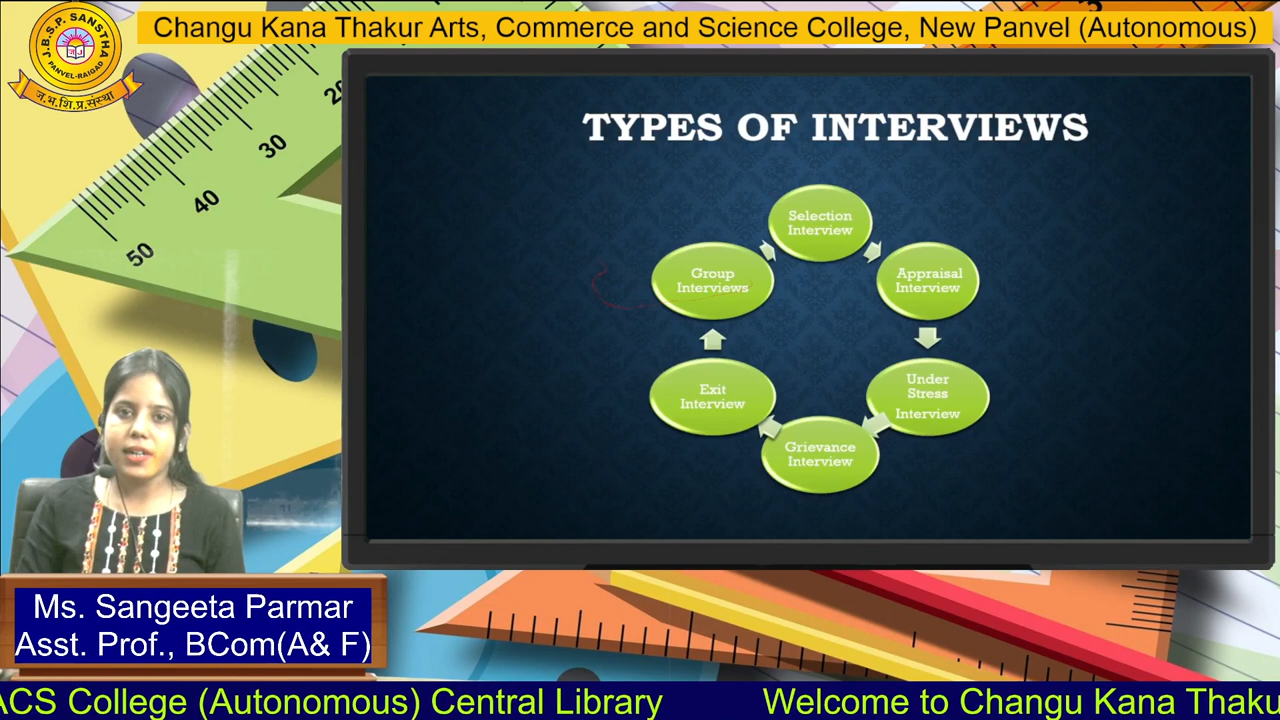 Changu Kana Thakur Arts, Commerce and Science College, New Panvel (Autonomous)
J.B.S.P. SANSTHA
PANVEL-RAIGAD
ज.भ.शि.प्र.संस्था
30
40
50
TYPES OF INTERVIEWS
Selection
Interview
Appraisal
Interview
Under
Stress
Interview
Grievance
Interview
Exit
Interview
Group
Interviews
Ms. Sangeeta Parmar
Asst. Prof., BCom(A& F)
ACS College (Autonomous) Central Library
Welcome to Changu Kana Thaku